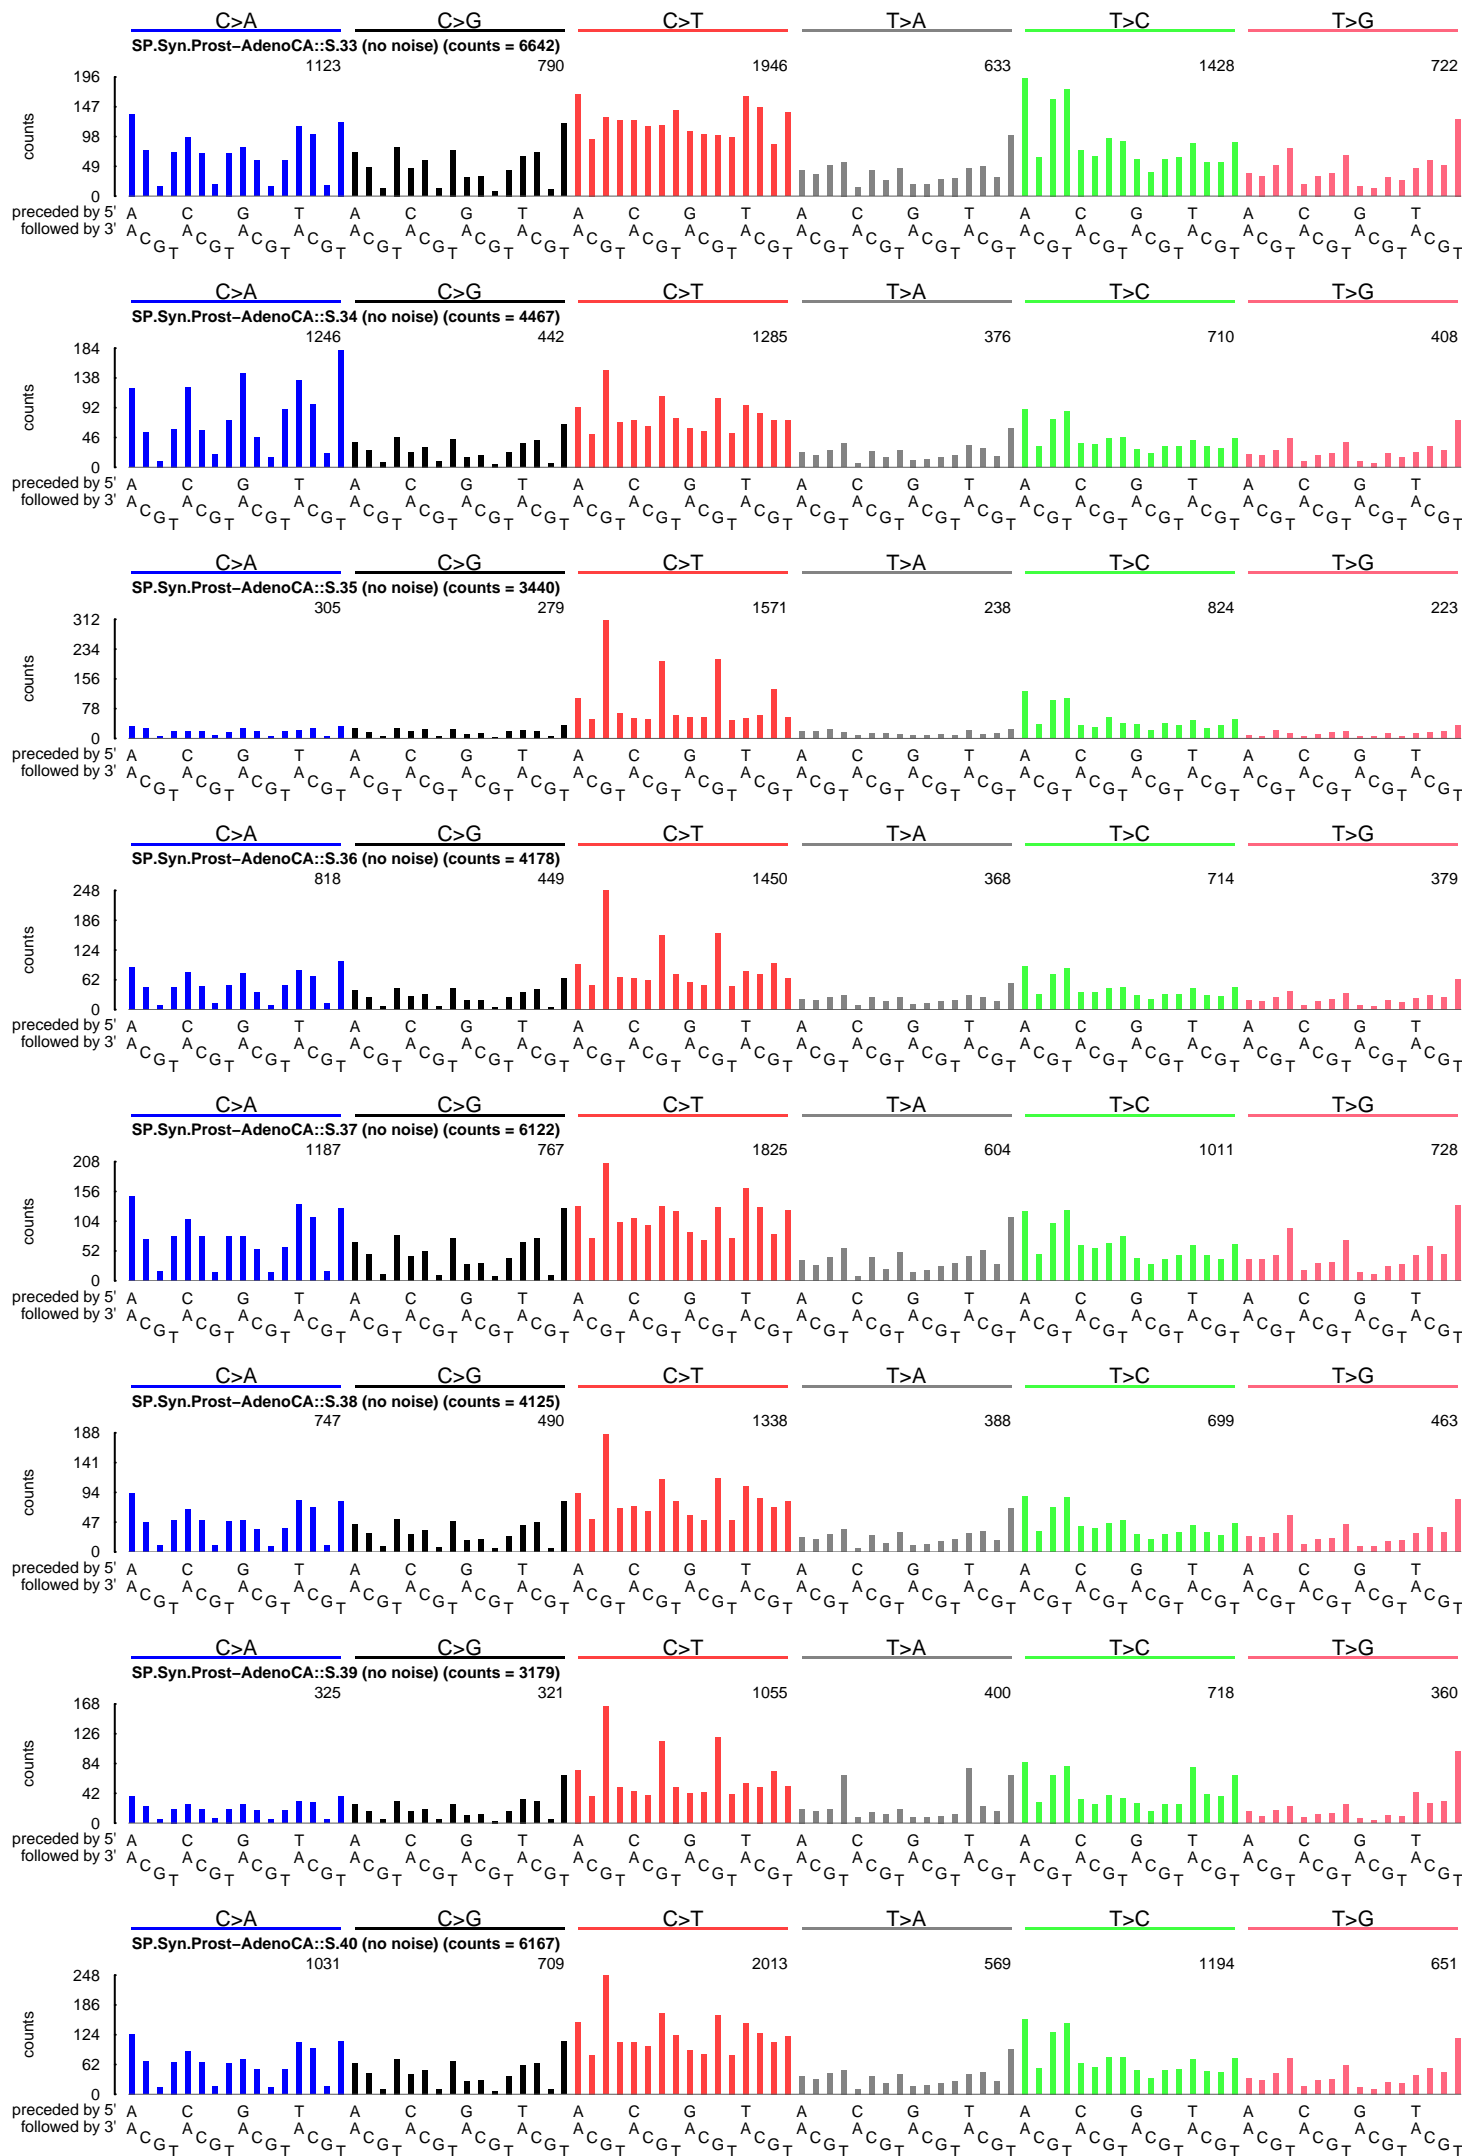 C>A C>G C>T T>A T>C T>G
SP.Syn.Prost−AdenoCA::S.33 (no noise) (counts = 6642)
1123 790 1946 633 1428 722
196
147
98
49
0
counts
preceded by 5' A C G T A C G T A C G T A C G T A C G T A C G T
followed by 3' A C G T A C G T A C G T A C G T A C G T A C G T A C G T A C G T A C G T A C G T A C G T A C G T A C G T A C G T A C G T A C G T A C G T A C G T A C G T A C G T A C G T A C G T A C G T A C G T
C>A C>G C>T T>A T>C T>G
SP.Syn.Prost−AdenoCA::S.34 (no noise) (counts = 4467)
1246 442 1285 376 710 408
184
138
92
46
0
counts
preceded by 5' A C G T A C G T A C G T A C G T A C G T A C G T
followed by 3' A C G T A C G T A C G T A C G T A C G T A C G T A C G T A C G T A C G T A C G T A C G T A C G T A C G T A C G T A C G T A C G T A C G T A C G T A C G T A C G T A C G T A C G T A C G T A C G T
C>A C>G C>T T>A T>C T>G
SP.Syn.Prost−AdenoCA::S.35 (no noise) (counts = 3440)
305 279 1571 238 824 223
312
234
156
78
0
counts
preceded by 5' A C G T A C G T A C G T A C G T A C G T A C G T
followed by 3' A C G T A C G T A C G T A C G T A C G T A C G T A C G T A C G T A C G T A C G T A C G T A C G T A C G T A C G T A C G T A C G T A C G T A C G T A C G T A C G T A C G T A C G T A C G T A C G T
C>A C>G C>T T>A T>C T>G
SP.Syn.Prost−AdenoCA::S.36 (no noise) (counts = 4178)
818 449 1450 368 714 379
248
186
124
62
0
counts
preceded by 5' A C G T A C G T A C G T A C G T A C G T A C G T
followed by 3' A C G T A C G T A C G T A C G T A C G T A C G T A C G T A C G T A C G T A C G T A C G T A C G T A C G T A C G T A C G T A C G T A C G T A C G T A C G T A C G T A C G T A C G T A C G T A C G T
C>A C>G C>T T>A T>C T>G
SP.Syn.Prost−AdenoCA::S.37 (no noise) (counts = 6122)
1187 767 1825 604 1011 728
208
156
104
52
0
counts
preceded by 5' A C G T A C G T A C G T A C G T A C G T A C G T
followed by 3' A C G T A C G T A C G T A C G T A C G T A C G T A C G T A C G T A C G T A C G T A C G T A C G T A C G T A C G T A C G T A C G T A C G T A C G T A C G T A C G T A C G T A C G T A C G T A C G T
C>A C>G C>T T>A T>C T>G
SP.Syn.Prost−AdenoCA::S.38 (no noise) (counts = 4125)
747 490 1338 388 699 463
188
141
94
47
0
counts
preceded by 5' A C G T A C G T A C G T A C G T A C G T A C G T
followed by 3' A C G T A C G T A C G T A C G T A C G T A C G T A C G T A C G T A C G T A C G T A C G T A C G T A C G T A C G T A C G T A C G T A C G T A C G T A C G T A C G T A C G T A C G T A C G T A C G T
C>A C>G C>T T>A T>C T>G
SP.Syn.Prost−AdenoCA::S.39 (no noise) (counts = 3179)
325 321 1055 400 718 360
168
126
84
42
0
counts
preceded by 5' A C G T A C G T A C G T A C G T A C G T A C G T
followed by 3' A C G T A C G T A C G T A C G T A C G T A C G T A C G T A C G T A C G T A C G T A C G T A C G T A C G T A C G T A C G T A C G T A C G T A C G T A C G T A C G T A C G T A C G T A C G T A C G T
C>A C>G C>T T>A T>C T>G
SP.Syn.Prost−AdenoCA::S.40 (no noise) (counts = 6167)
1031 709 2013 569 1194 651
248
186
124
62
0
counts
preceded by 5' A C G T A C G T A C G T A C G T A C G T A C G T
followed by 3' A C G T A C G T A C G T A C G T A C G T A C G T A C G T A C G T A C G T A C G T A C G T A C G T A C G T A C G T A C G T A C G T A C G T A C G T A C G T A C G T A C G T A C G T A C G T A C G T